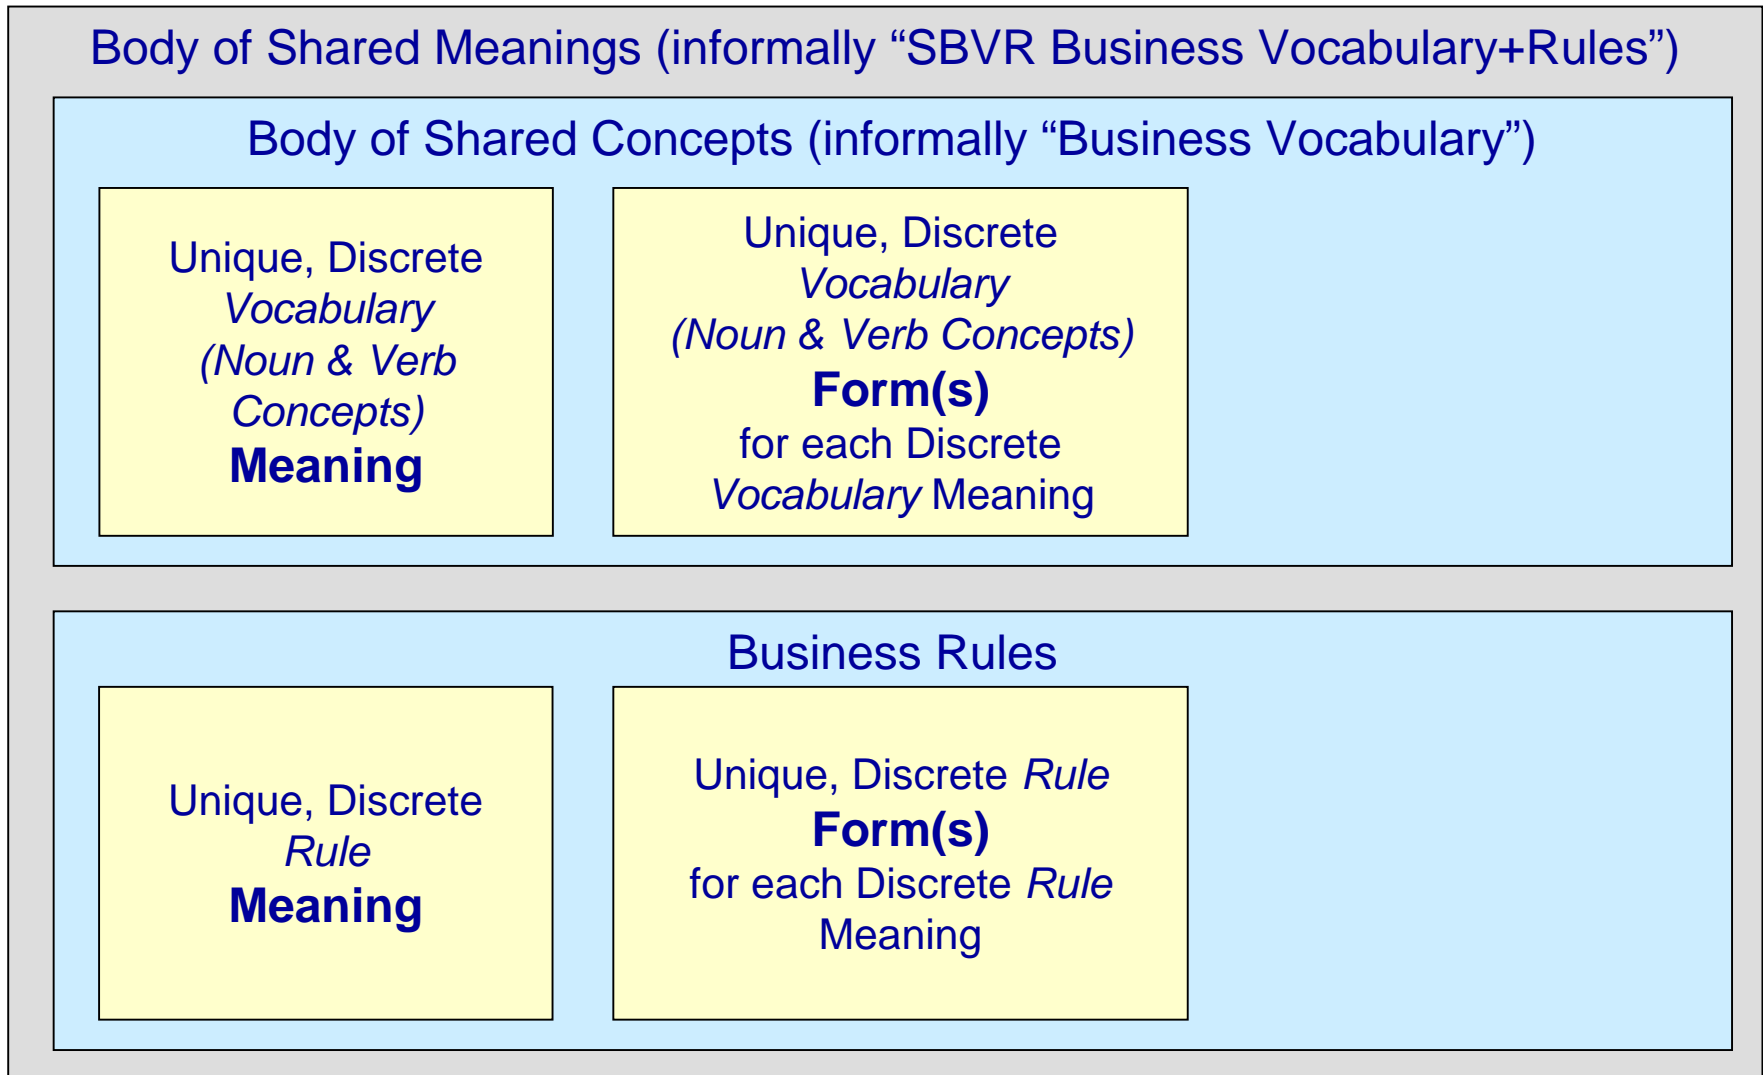 Body of Shared Meanings (informally “SBVR Business Vocabulary+Rules”)
Body of Shared Concepts (informally “Business Vocabulary”)
Unique, Discrete
Vocabulary
(Noun & Verb
Concepts)
Meaning
Unique, Discrete
Vocabulary
(Noun & Verb Concepts)
Form(s)
for each Discrete
Vocabulary Meaning
Business Rules
Unique, Discrete
Rule
Meaning
Unique, Discrete Rule
Form(s)
for each Discrete Rule
Meaning